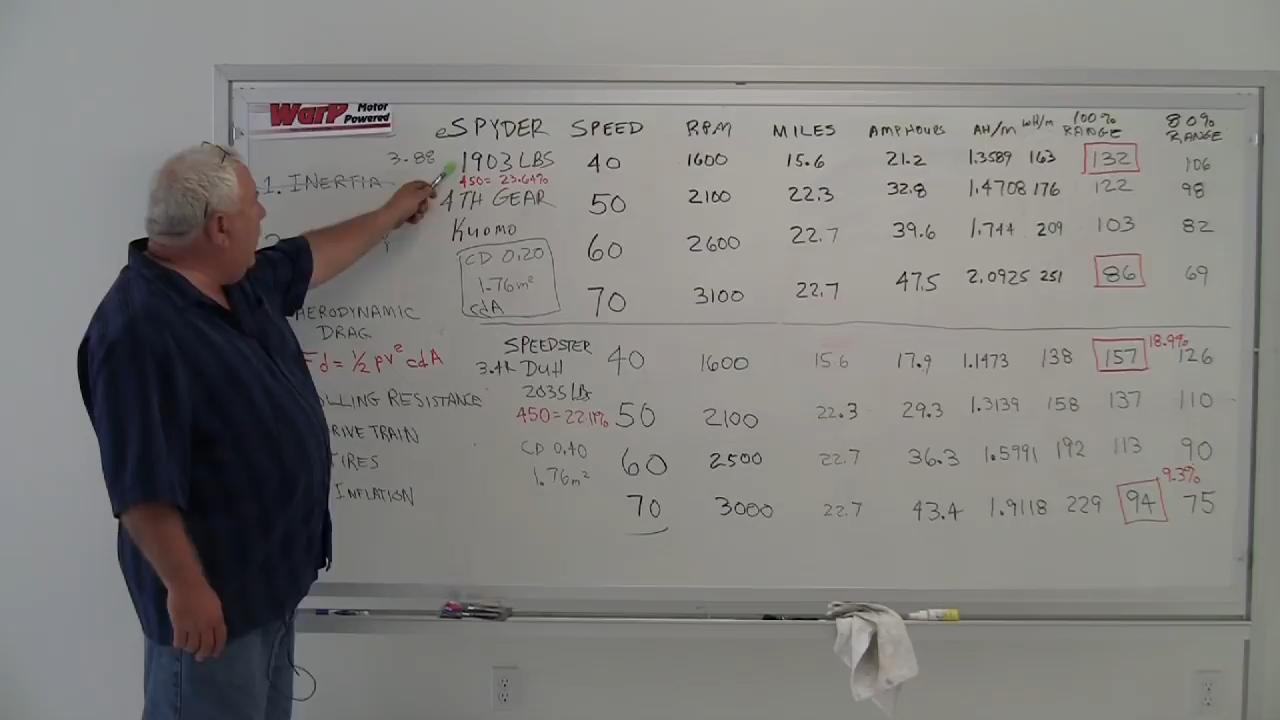 WarP Motor Powered
eSPYDER SPEED RPM MILES AMPHOURS AH/M WH/M 100% RANGE 80% RANGE
3.88 1903 LBS 40 1600 15.6 21.2 1.3589 163 132 106
450= 23.64%
1. INERTIA
4TH GEAR 50 2100 22.3 32.8 1.4708 176 122 98
Kuomo
CD 0.20 60 2600 22.7 39.6 1.744 209 103 82
1.76m²
cdA 70 3100 22.7 47.5 2.0925 251 86 69
AERODYNAMIC
DRAG
Fd = ½ pv² cdA
SPEEDSTER 40 1600 15.6 17.9 1.1473 138 157 18.9% 126
2035 LBS
450=22.11% 50 2100 22.3 29.3 1.3139 158 137 110
LLING RESISTANCE
RIVE TRAIN
CD 0.40 60 2500 22.7 36.3 1.5991 192 113 90
TIRES
1.76m²
INFLATION
70 3000 22.7 43.4 1.9118 229 94 9.3% 75